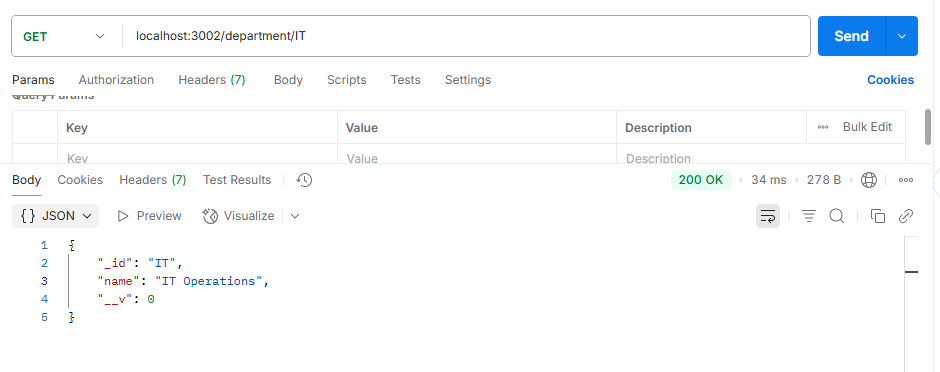 GET localhost:3002/department/IT Send
Params Authorization Headers (7) Body Scripts Tests Settings Cookies
Query Params
Key Value Description Bulk Edit
Key Value Description
Body Cookies Headers (7) Test Results 200 OK • 34 ms • 278 B
{} JSON Preview Visualize
1 {
2 "_id": "IT",
3 "name": "IT Operations",
4 "__v": 0
5 }